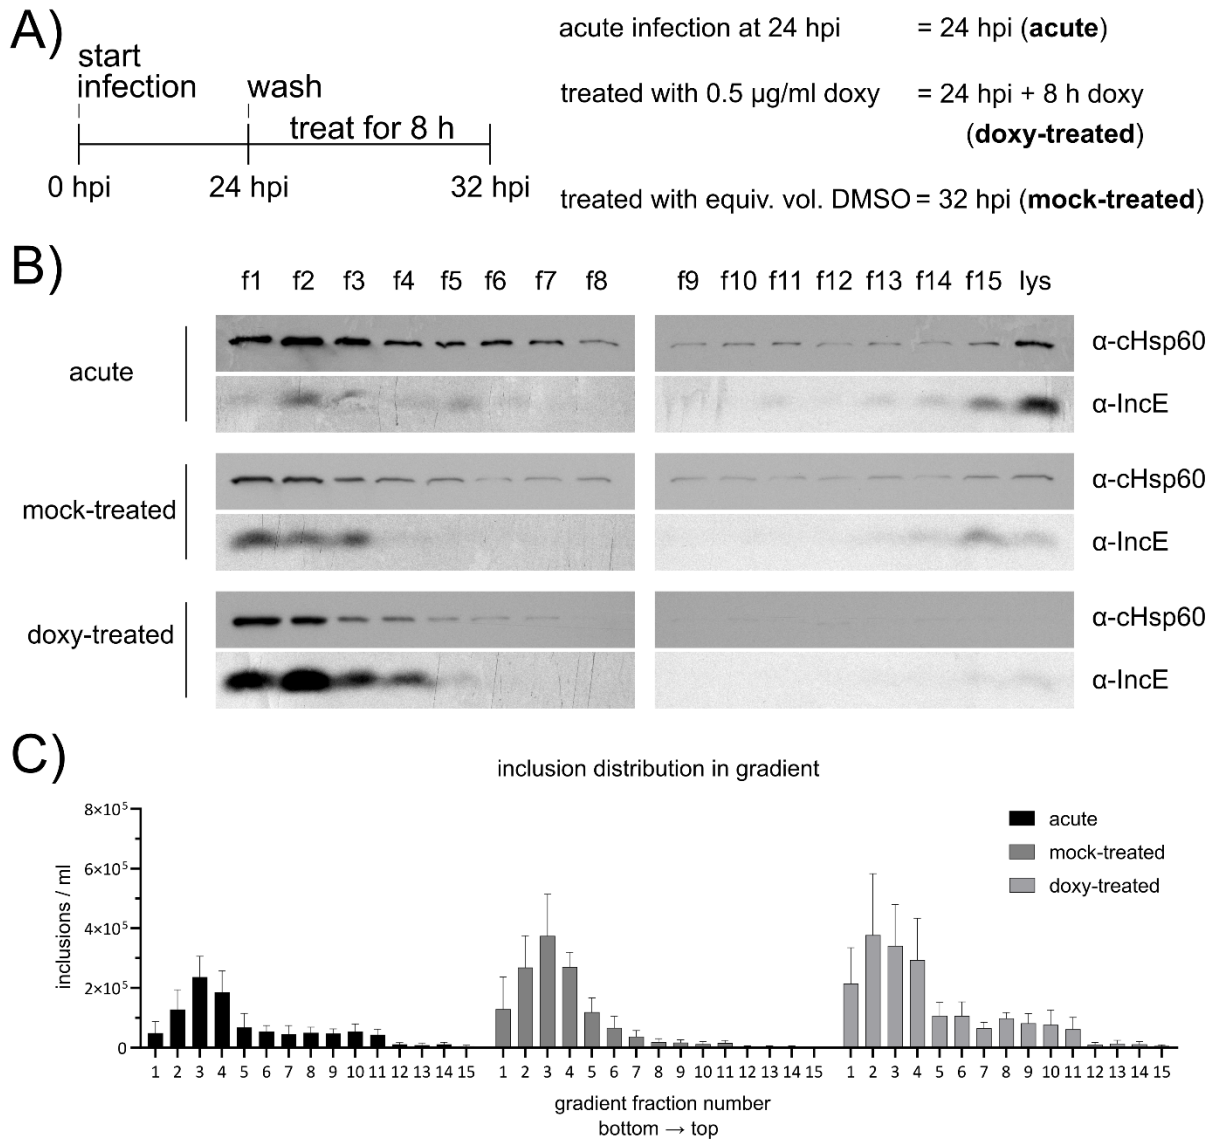 A)
start
infection
wash
treat for 8 h
0 hpi 24 hpi 32 hpi
acute infection at 24 hpi = 24 hpi (acute)
treated with 0.5 µg/ml doxy = 24 hpi + 8 h doxy
(doxy-treated)
treated with equiv. vol. DMSO = 32 hpi (mock-treated)
B)
f1 f2 f3 f4 f5 f6 f7 f8 f9 f10 f11 f12 f13 f14 f15 lys
acute
α-cHsp60
α-IncE
mock-treated
α-cHsp60
α-IncE
doxy-treated
α-cHsp60
α-IncE
C)
inclusion distribution in gradient
inclusions / ml
8×10⁵
6×10⁵
4×10⁵
2×10⁵
0
acute
mock-treated
doxy-treated
1 2 3 4 5 6 7 8 9 10 11 12 13 14 15 1 2 3 4 5 6 7 8 9 10 11 12 13 14 15 1 2 3 4 5 6 7 8 9 10 11 12 13 14 15
gradient fraction number
bottom → top